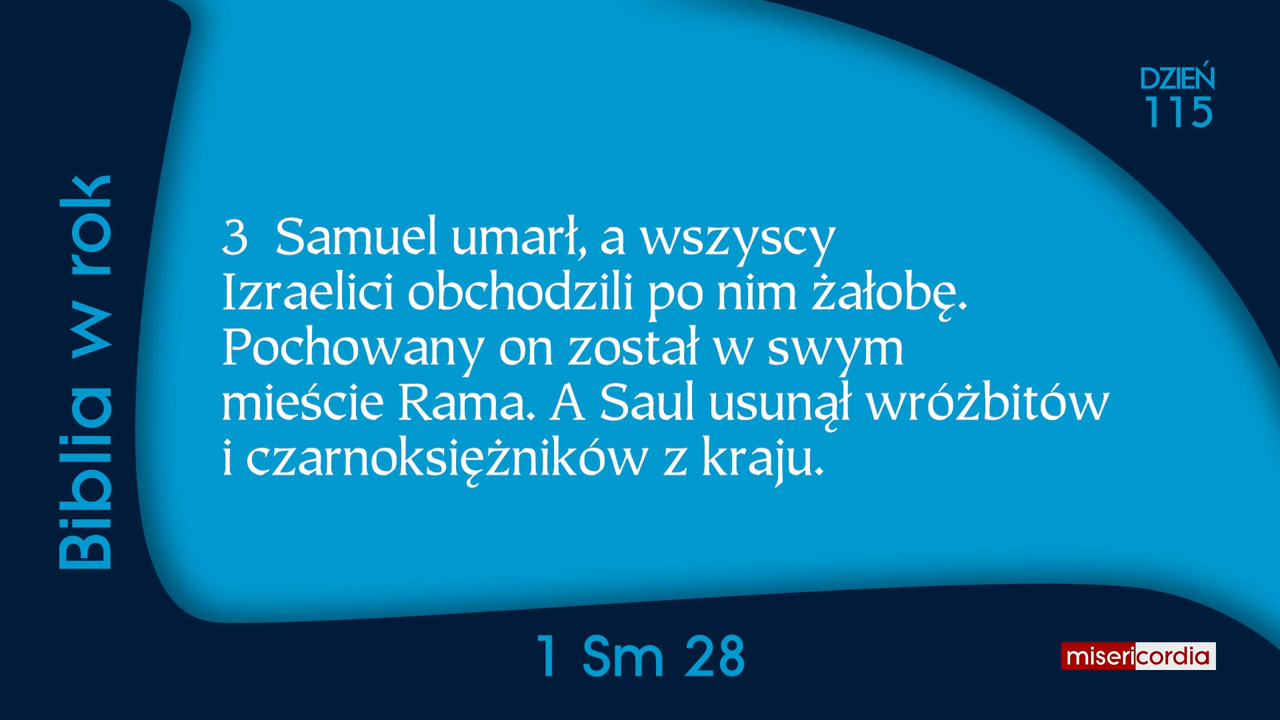 DZIEŃ
115
Biblia w rok
3 Samuel umarł, a wszyscy
Izraelici obchodzili po nim żałobę.
Pochowany on został w swym
mieście Rama. A Saul usunął wróżbitów
i czarnoksiężników z kraju.
1 Sm 28
misericordia